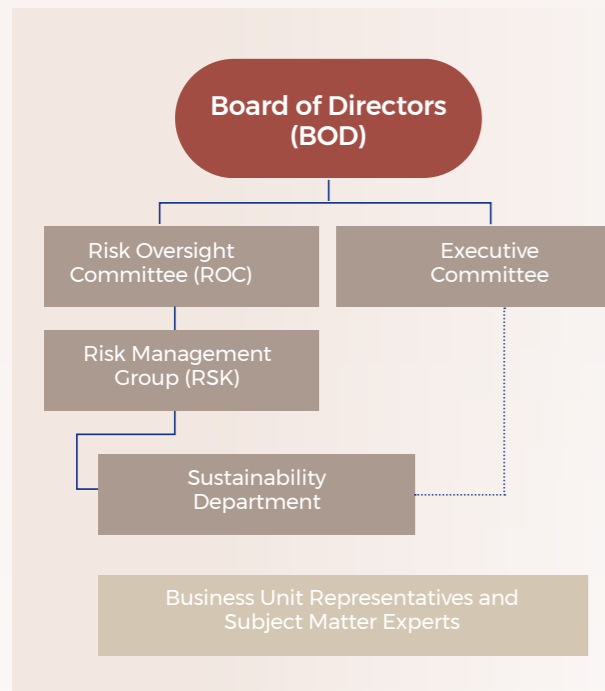 Board of Directors
(BOD)
Risk Oversight
Committee (ROC)
Executive
Committee
Risk Management
Group (RSK)
Sustainability
Department
Business Unit Representatives and
Subject Matter Experts